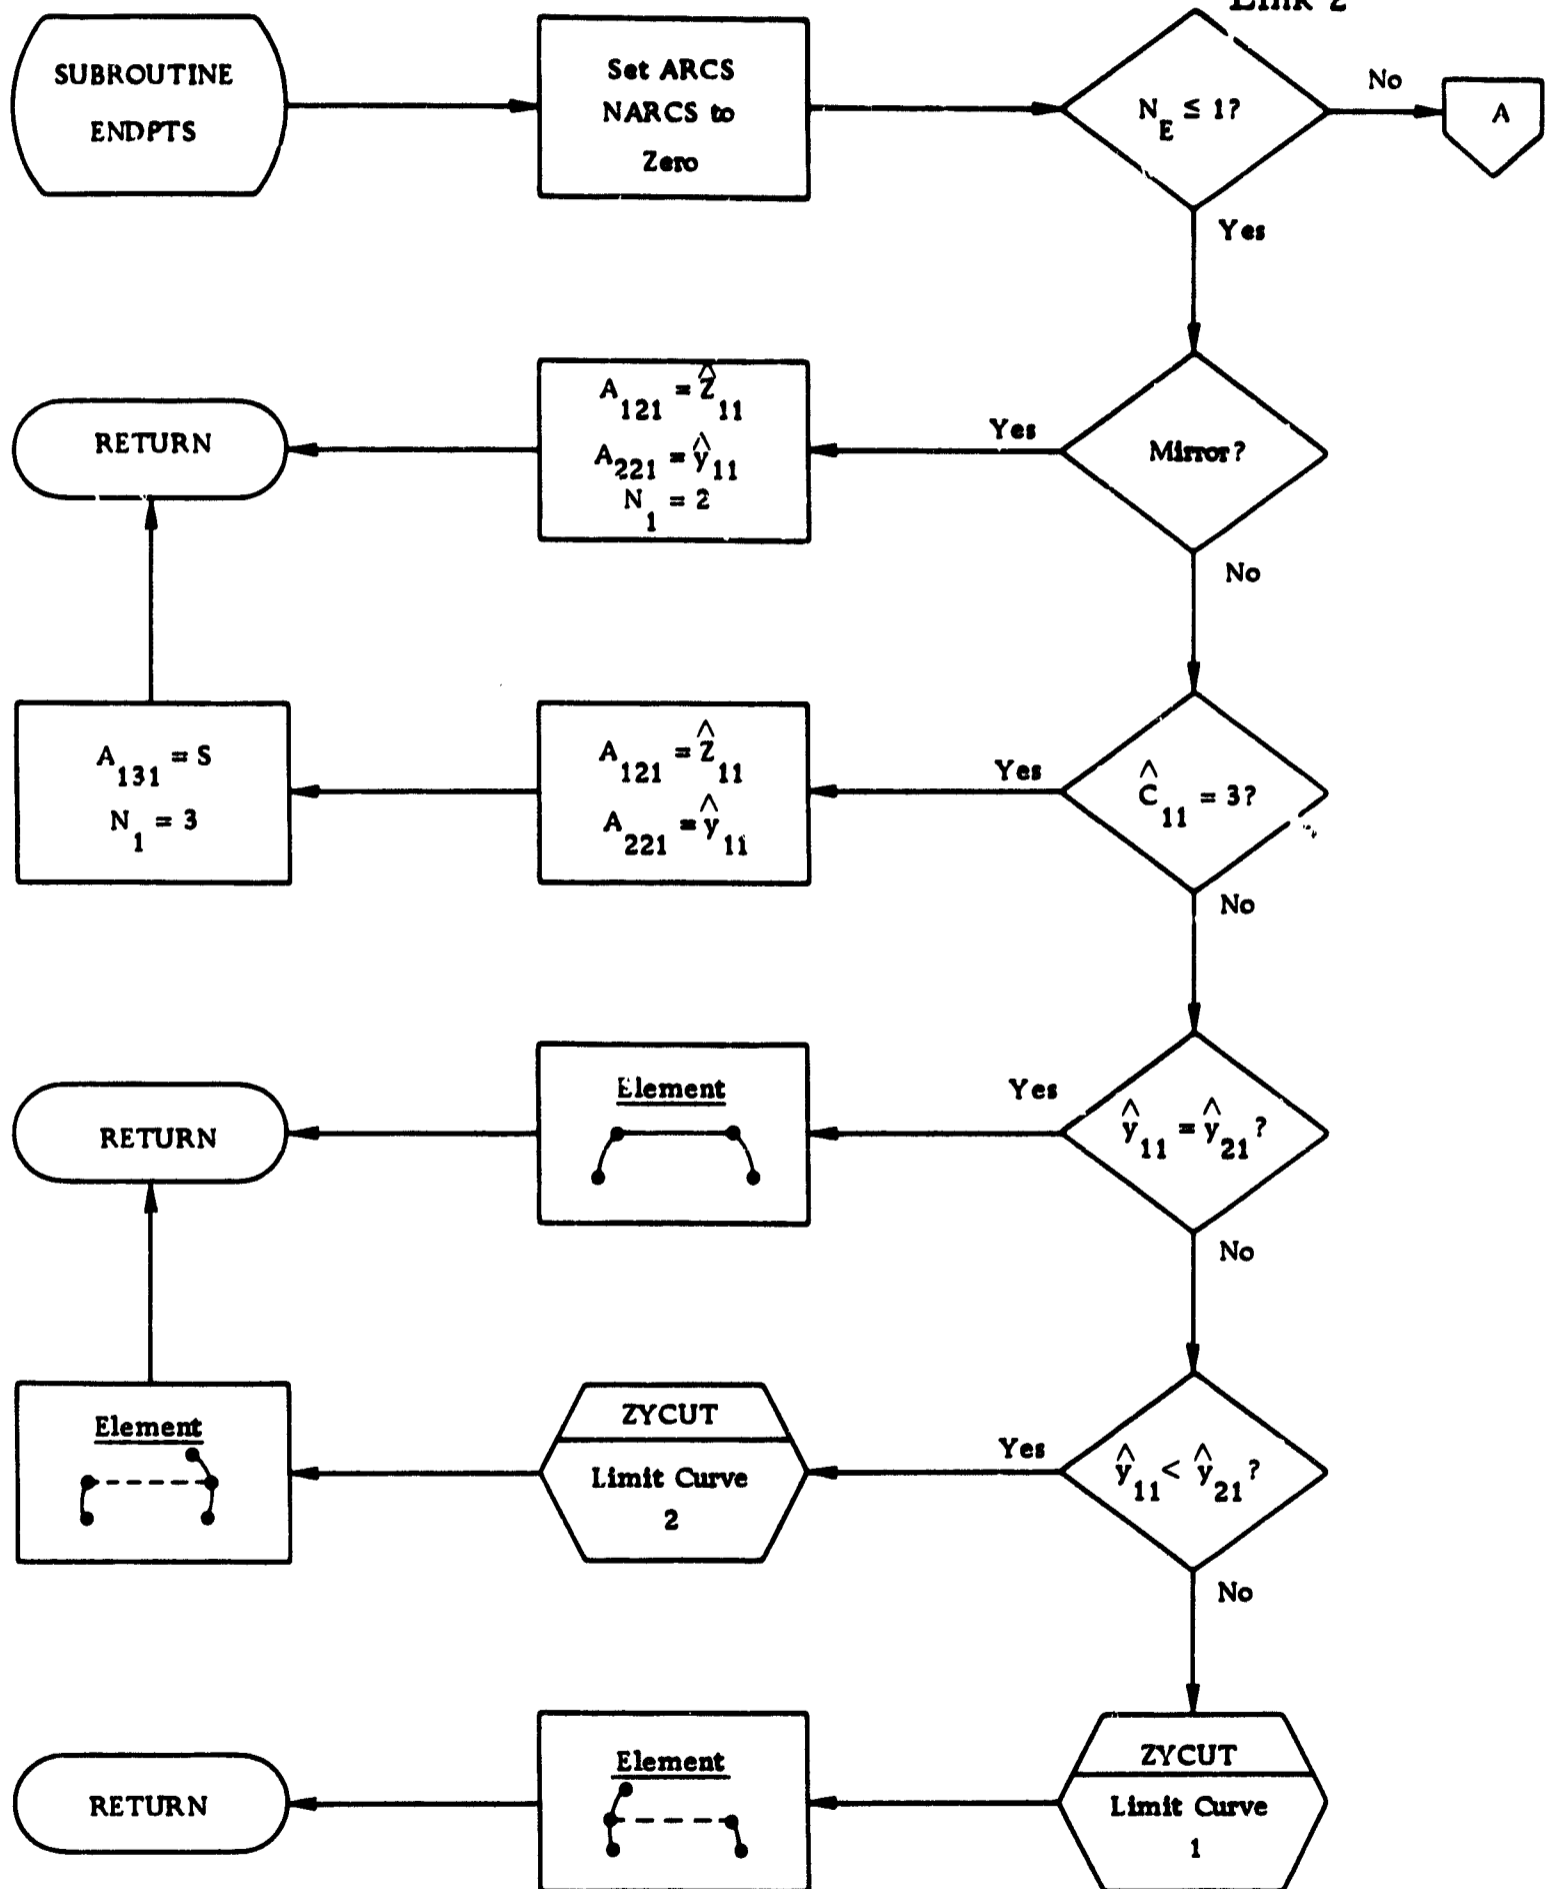 Link 2
SUBROUTINE
ENDPTS
Set ARCS
NARCS to
Zero
N_E ≤ 1?
No
A
Yes
RETURN
A_121 = ẑ_11
A_221 = ŷ_11
N_1 = 2
Yes
Mirror?
No
A_131 = S
N_1 = 3
A_121 = ẑ_11
A_221 = ŷ_11
Yes
Ĉ_11 = 3?
No
RETURN
Element
Yes
ŷ_11 = ŷ_21 ?
No
Element
ZYCUT
Limit Curve
2
Yes
ŷ_11 < ŷ_21 ?
No
RETURN
Element
ZYCUT
Limit Curve
1